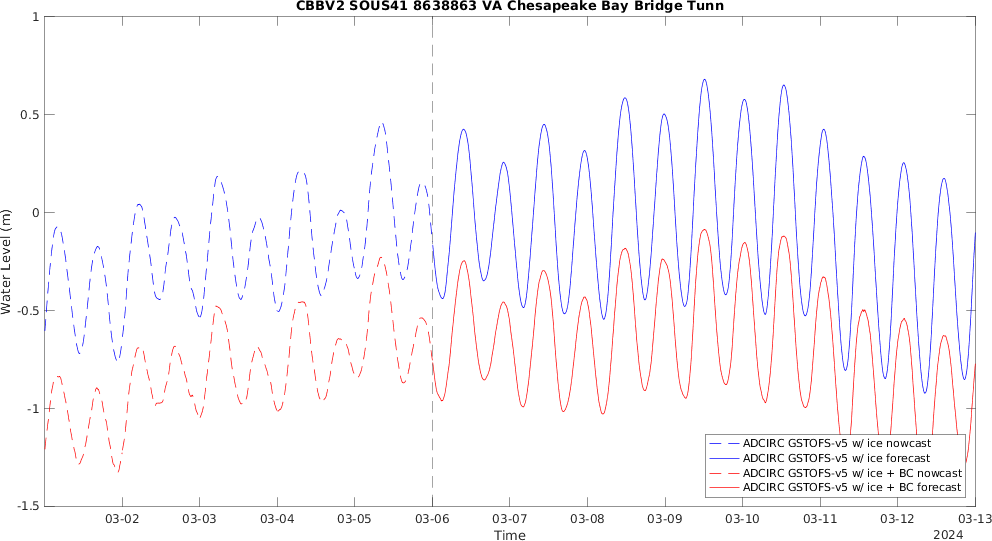 CBBV2 SOUS41 8638863 VA Chesapeake Bay Bridge Tunn
1
0.5
0
-0.5
-1
-1.5
Water Level (m)
ADCIRC GSTOFS-v5 w/ ice nowcast
ADCIRC GSTOFS-v5 w/ ice forecast
ADCIRC GSTOFS-v5 w/ ice + BC nowcast
ADCIRC GSTOFS-v5 w/ ice + BC forecast
03-02 03-03 03-04 03-05 03-06 03-07 03-08 03-09 03-10 03-11 03-12 03-13
Time
2024